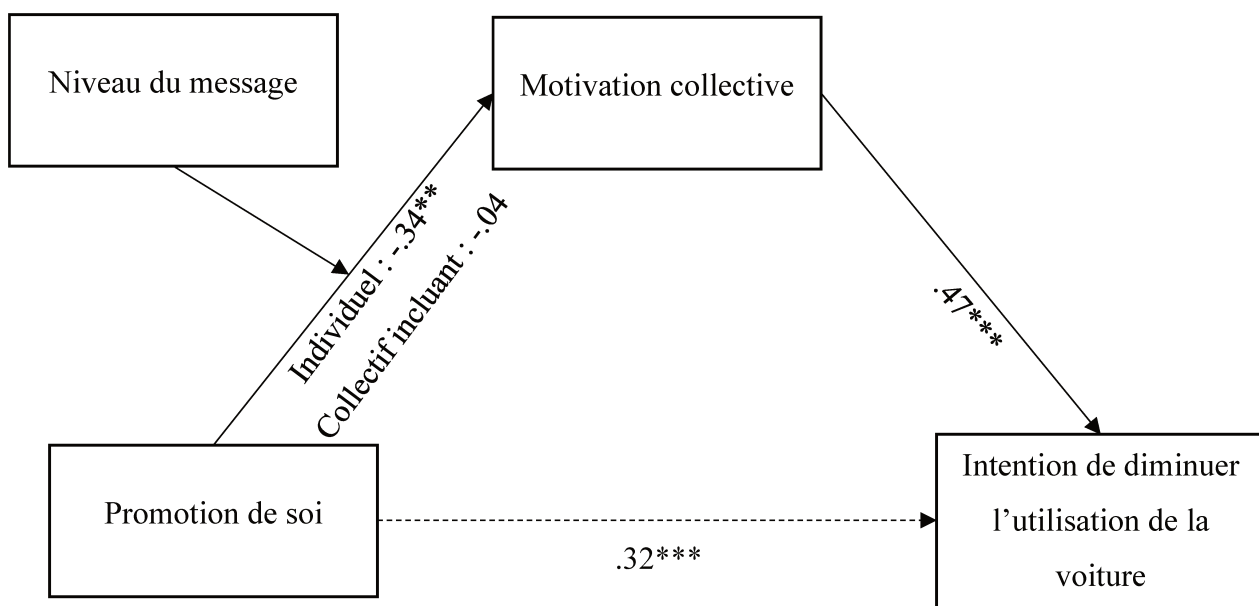 Niveau du message
Motivation collective
Individuel : -.34**
Collectif incluant : -.04
.47***
Promotion de soi
.32***
Intention de diminuer
l’utilisation de la
voiture